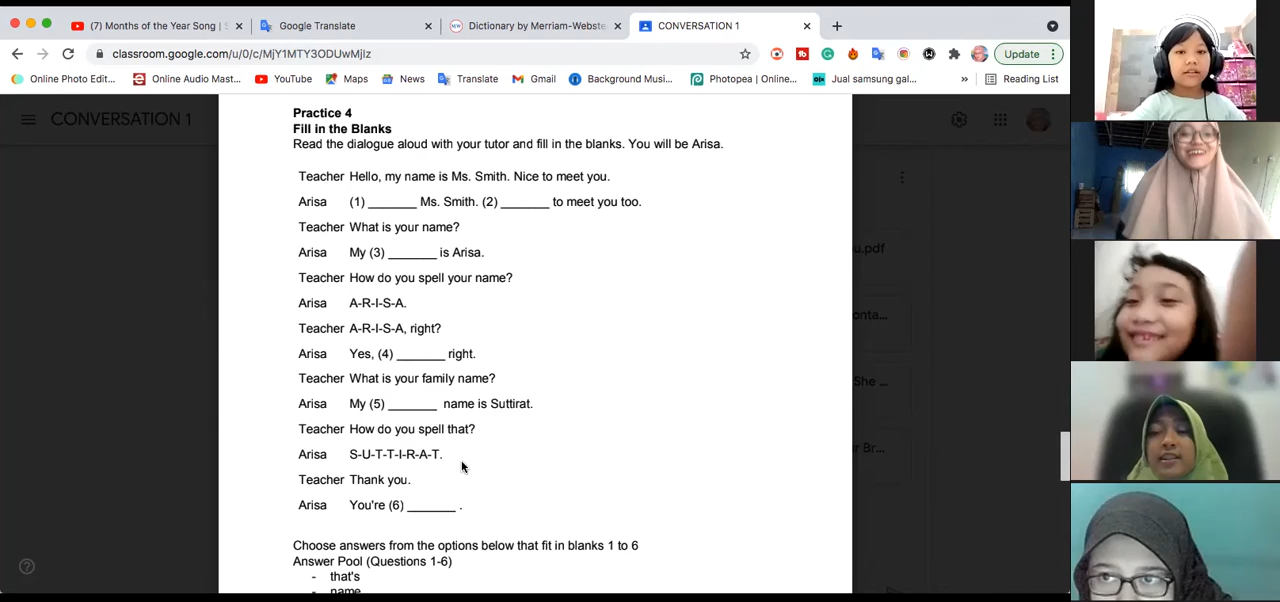 (7) Months of the Year Song | S
Google Translate
Dictionary by Merriam-Webste
CONVERSATION 1
classroom.google.com/u/0/c/MjY1MTY3ODUwMjIz
Update
Online Photo Edit...
Online Audio Mast...
YouTube
Maps
News
Translate
Gmail
Background Musi...
Photopea | Online...
Jual samsung gal...
»
Reading List
CONVERSATION 1
Practice 4
Fill in the Blanks
Read the dialogue aloud with your tutor and fill in the blanks. You will be Arisa.
Teacher Hello, my name is Ms. Smith. Nice to meet you.
Arisa (1) _______ Ms. Smith. (2) _______ to meet you too.
Teacher What is your name?
Arisa My (3) _______ is Arisa.
Teacher How do you spell your name?
Arisa A-R-I-S-A.
Teacher A-R-I-S-A, right?
Arisa Yes, (4) _______ right.
Teacher What is your family name?
Arisa My (5) _______ name is Suttirat.
Teacher How do you spell that?
Arisa S-U-T-T-I-R-A-T.
Teacher Thank you.
Arisa You're (6) _______ .
Choose answers from the options below that fit in blanks 1 to 6
Answer Pool (Questions 1-6)
- that's
- name
u.pdf
onta...
She ...
r Br...